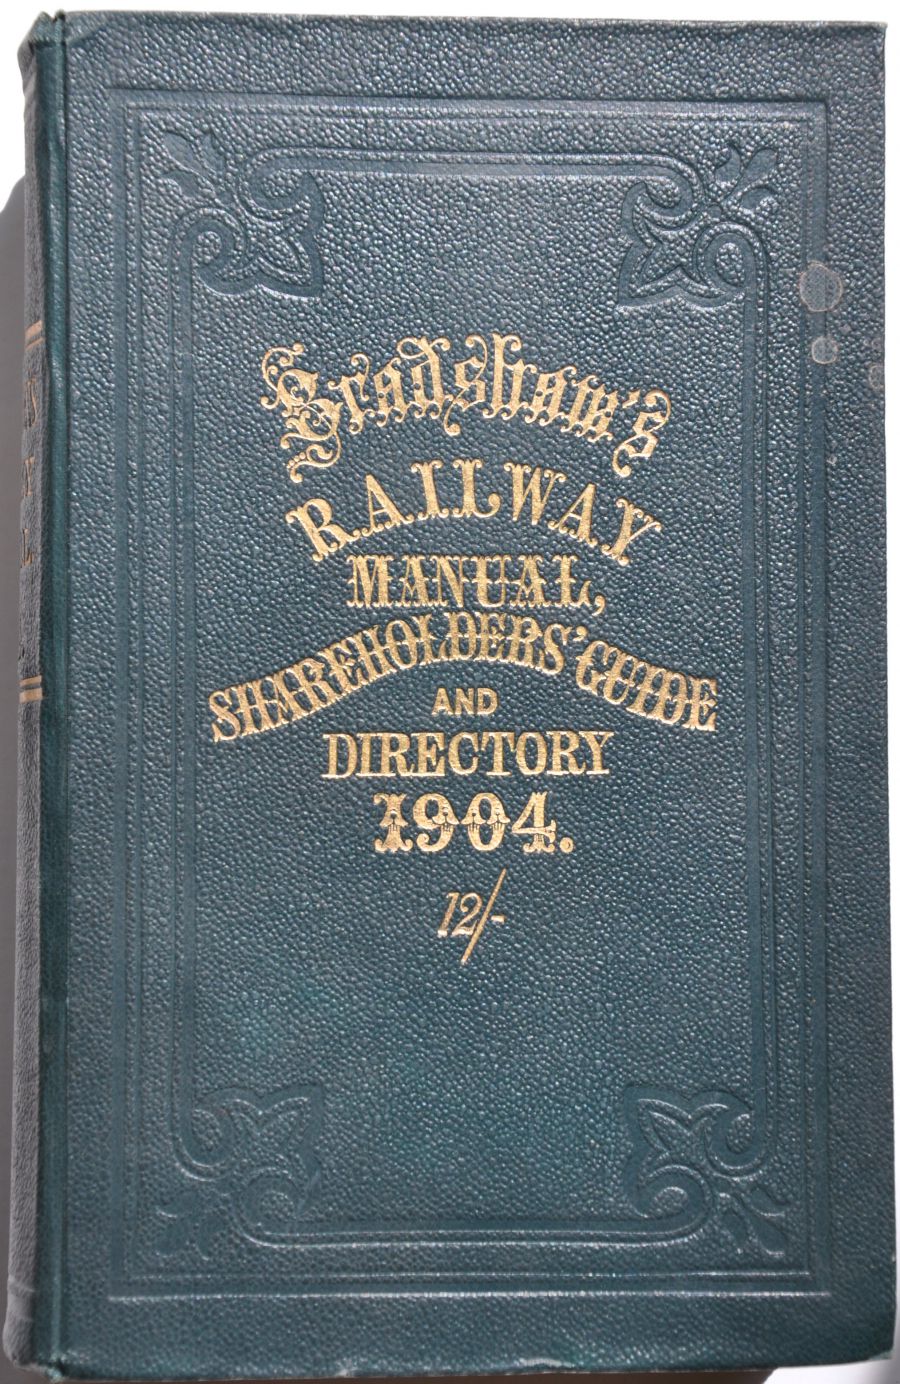 Bradshaw's
RAILWAY
MANUAL,
SHAREHOLDERS' GUIDE
AND
DIRECTORY
1904.
12/-